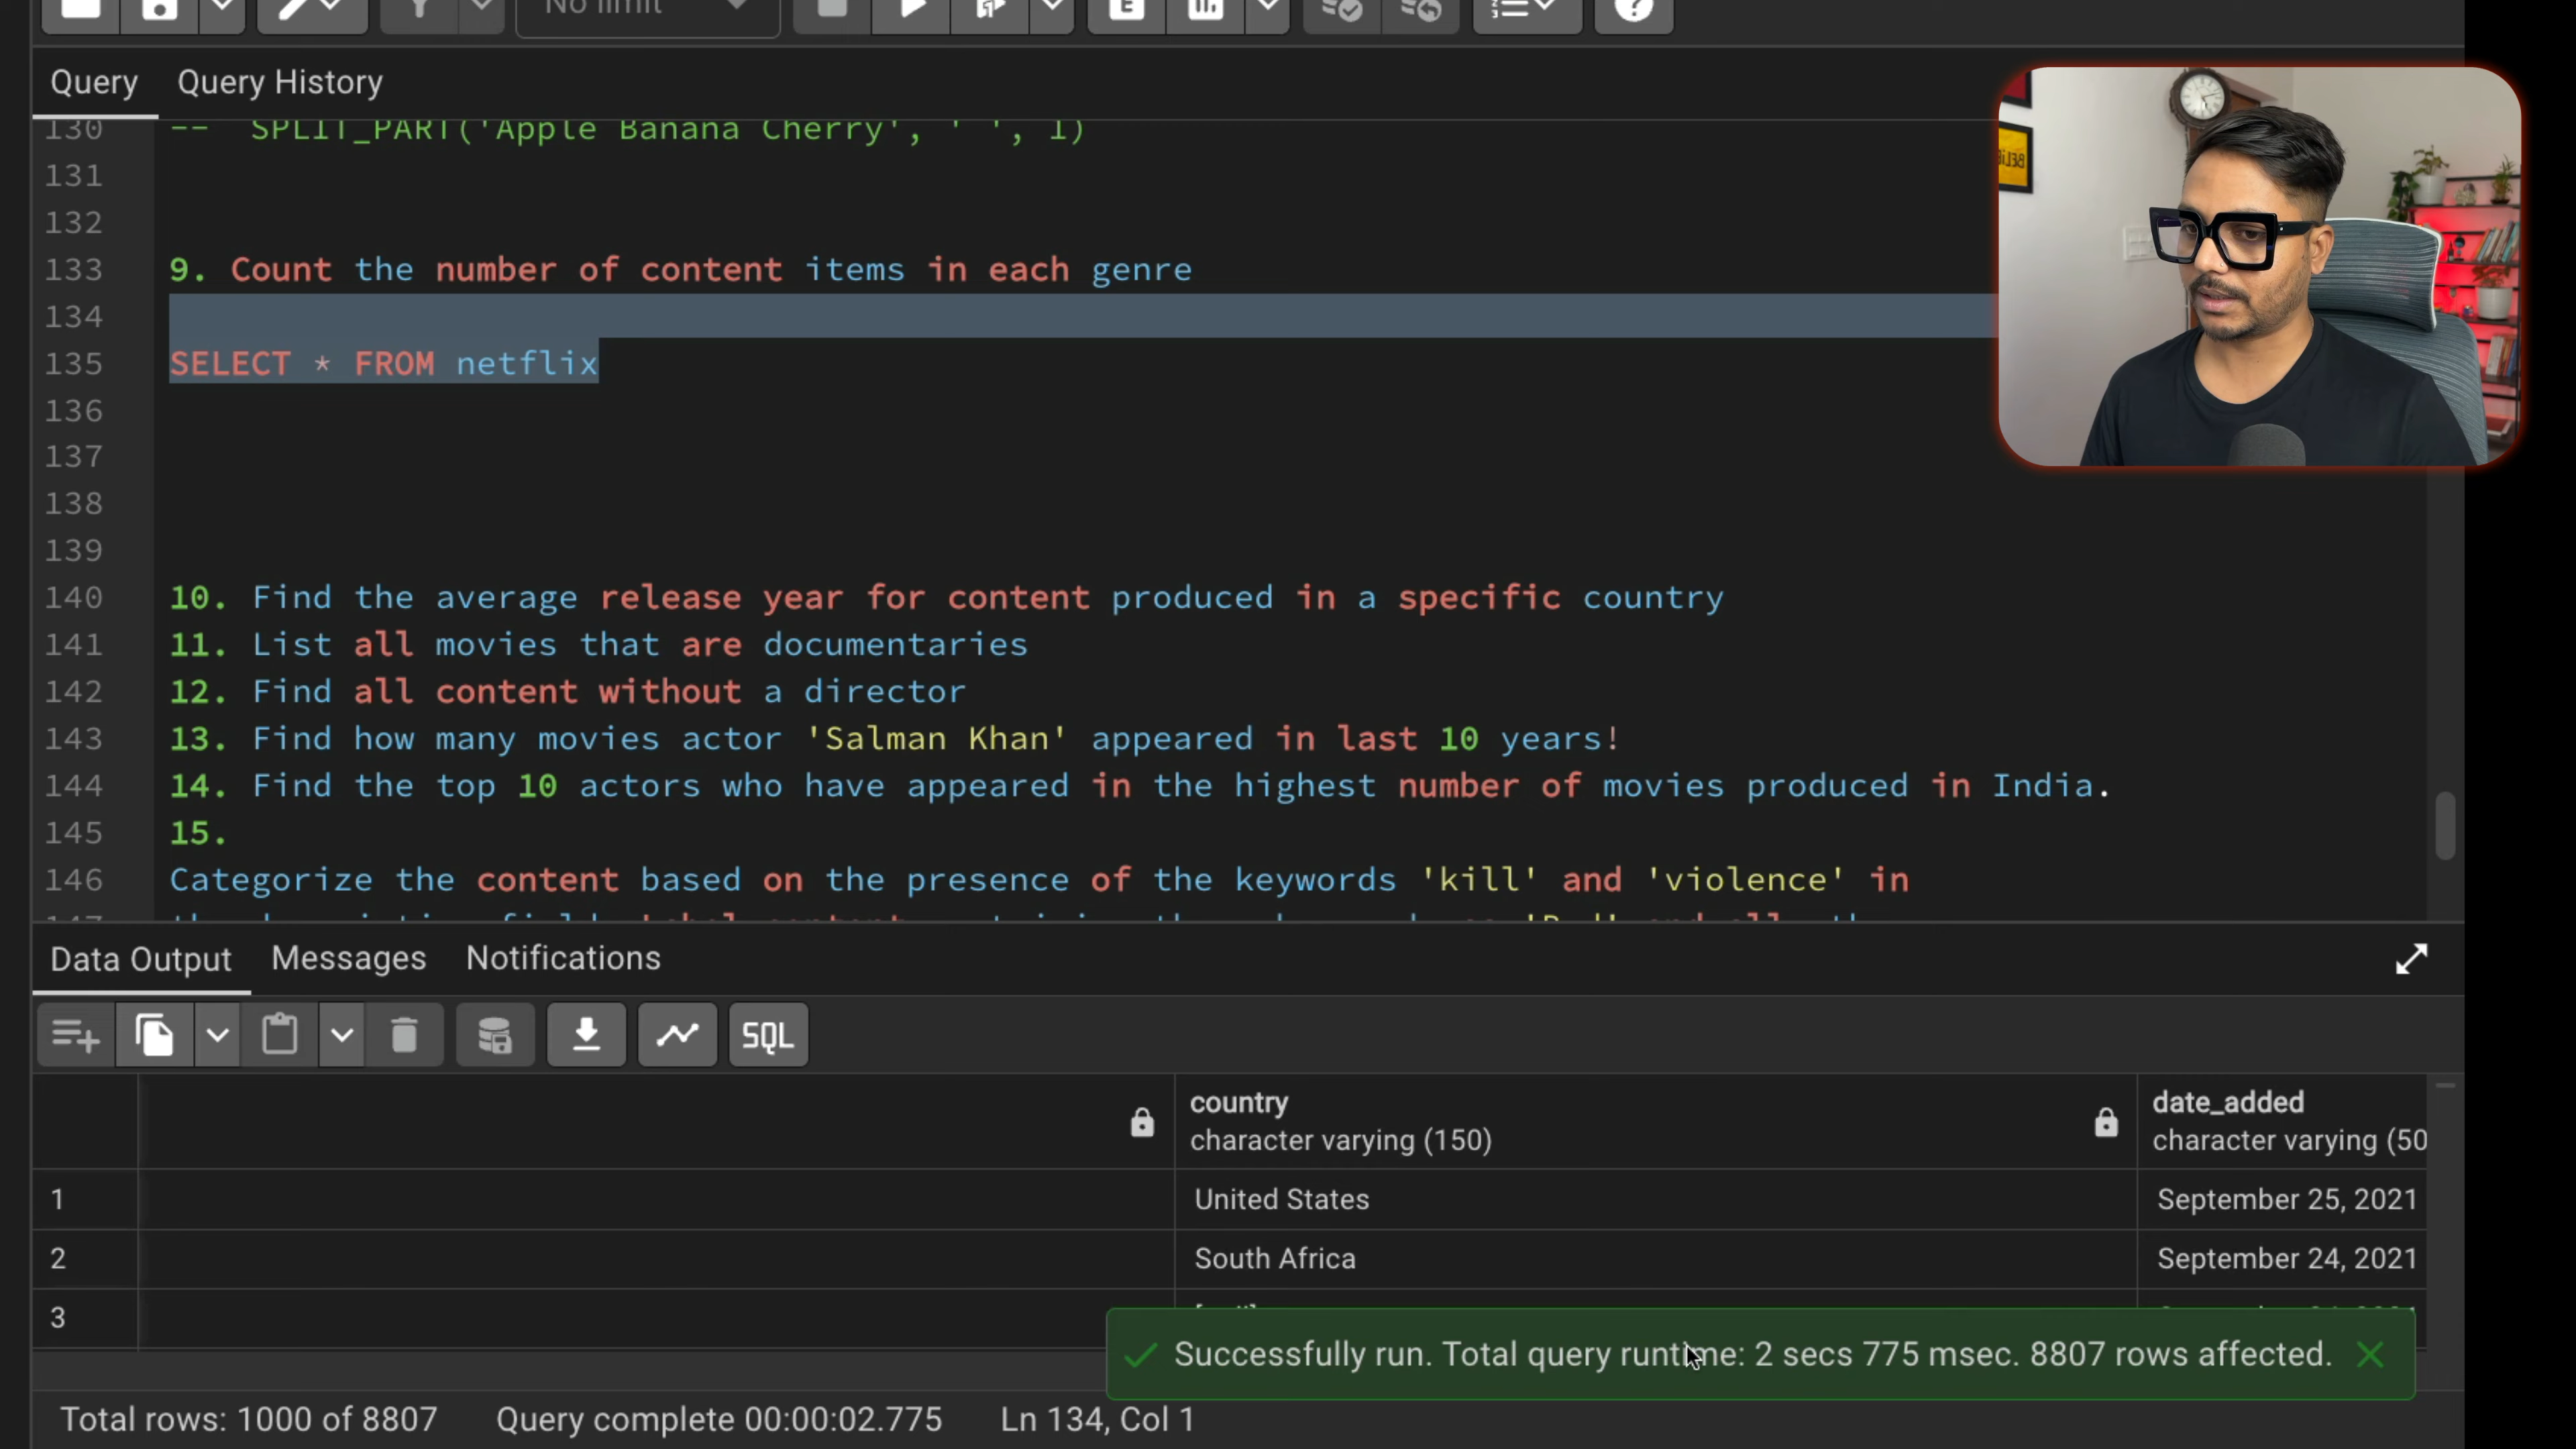 No limit
Query Query History
130 -- SPLIT_PART('Apple Banana Cherry', ' ', 1)
131
132
133 9. Count the number of content items in each genre
134
135 SELECT * FROM netflix
136
137
138
139
140 10. Find the average release year for content produced in a specific country
141 11. List all movies that are documentaries
142 12. Find all content without a director
143 13. Find how many movies actor 'Salman Khan' appeared in last 10 years!
144 14. Find the top 10 actors who have appeared in the highest number of movies produced in India.
145 15.
146 Categorize the content based on the presence of the keywords 'kill' and 'violence' in
Data Output Messages Notifications
SQL
country date_added
character varying (150) character varying (50
1 United States September 25, 2021
2 South Africa September 24, 2021
3
Successfully run. Total query runtime: 2 secs 775 msec. 8807 rows affected.
Total rows: 1000 of 8807 Query complete 00:00:02.775 Ln 134, Col 1